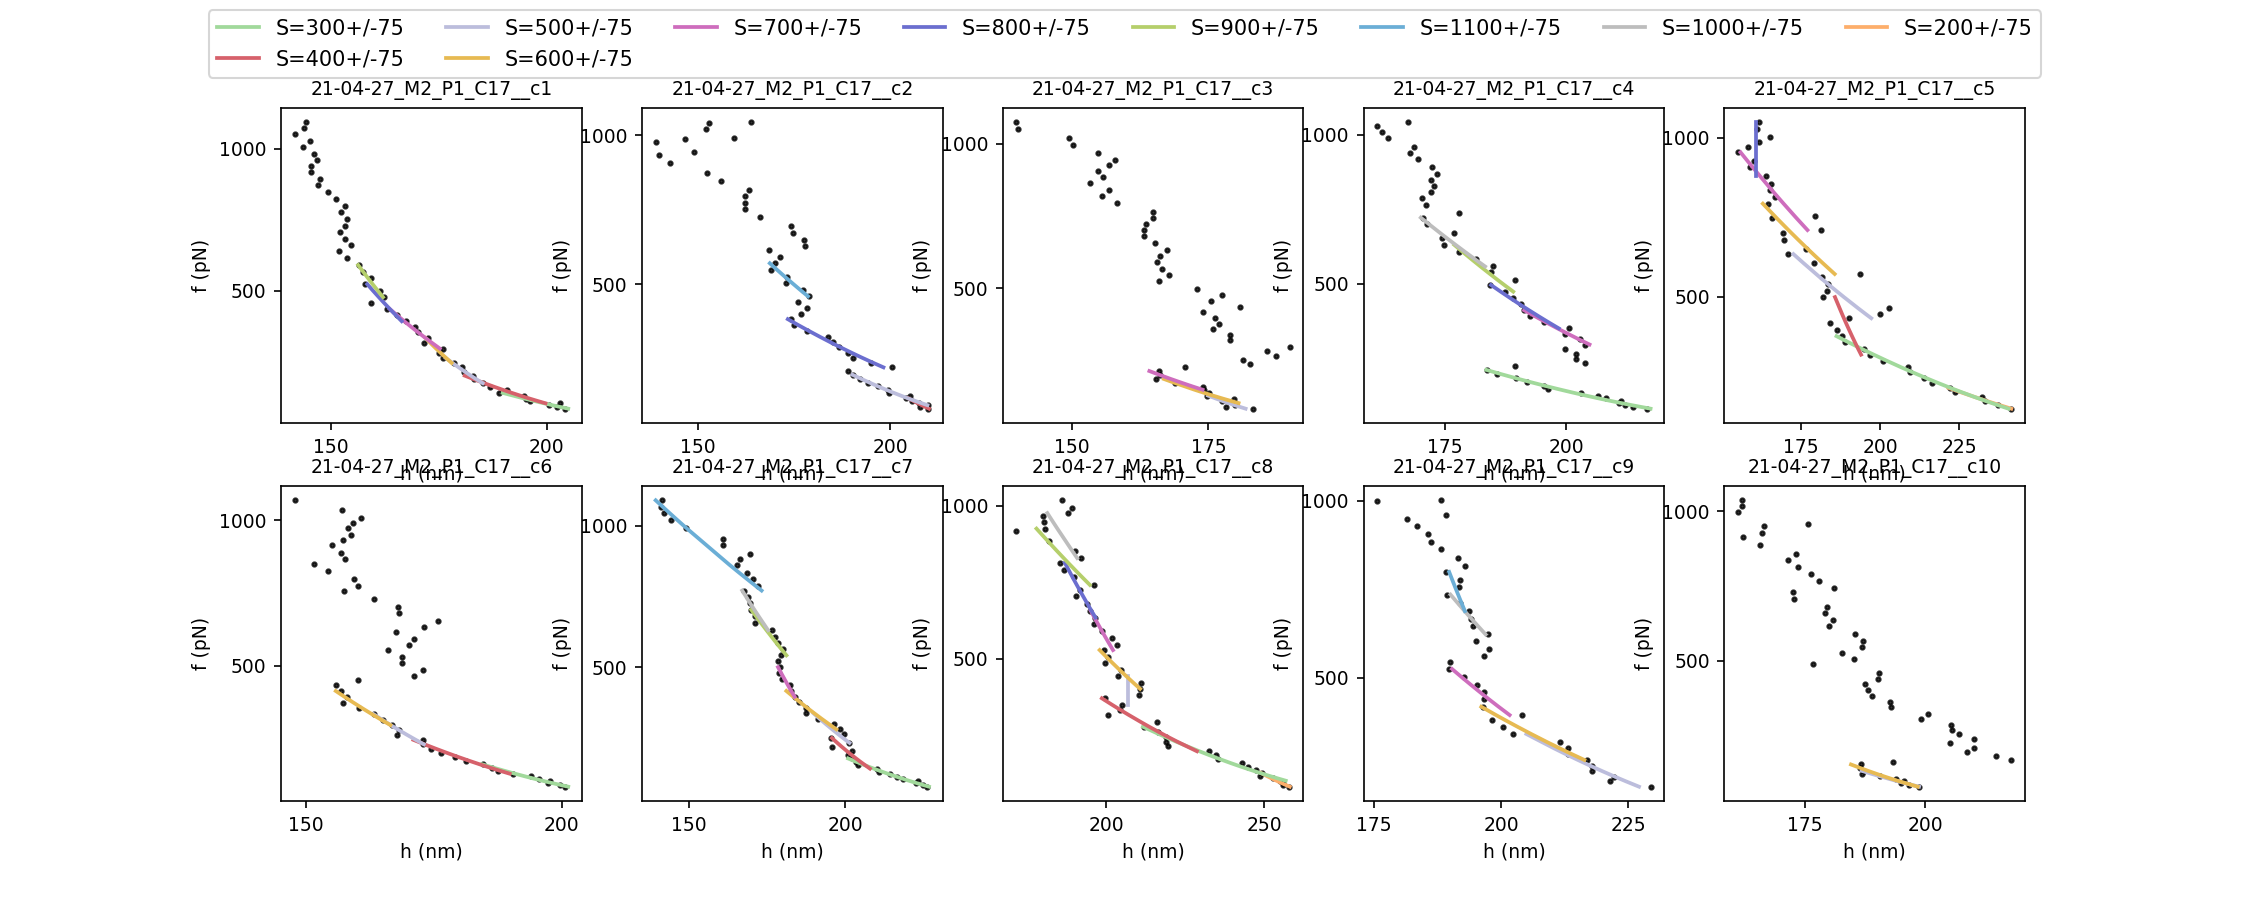 S=300+/-75 S=500+/-75 S=700+/-75 S=800+/-75 S=900+/-75 S=1100+/-75 S=1000+/-75 S=200+/-75
S=400+/-75 S=600+/-75
21-04-27_M2_P1_C17__c1 21-04-27_M2_P1_C17__c2 21-04-27_M2_P1_C17__c3 21-04-27_M2_P1_C17__c4 21-04-27_M2_P1_C17__c5
1000 1000 1000 1000 1000
f (pN) f (pN) f (pN) f (pN) f (pN)
500 500 500 500 500
150 200 150 200 150 175 175 200 175 200 225
h (nm) h (nm) h (nm) h (nm) h (nm)
21-04-27_M2_P1_C17__c6 21-04-27_M2_P1_C17__c7 21-04-27_M2_P1_C17__c8 21-04-27_M2_P1_C17__c9 21-04-27_M2_P1_C17__c10
1000 1000 1000 1000 1000
f (pN) f (pN) f (pN) f (pN) f (pN)
500 500 500 500 500
150 200 150 200 200 250 175 200 225 175 200
h (nm) h (nm) h (nm) h (nm) h (nm)